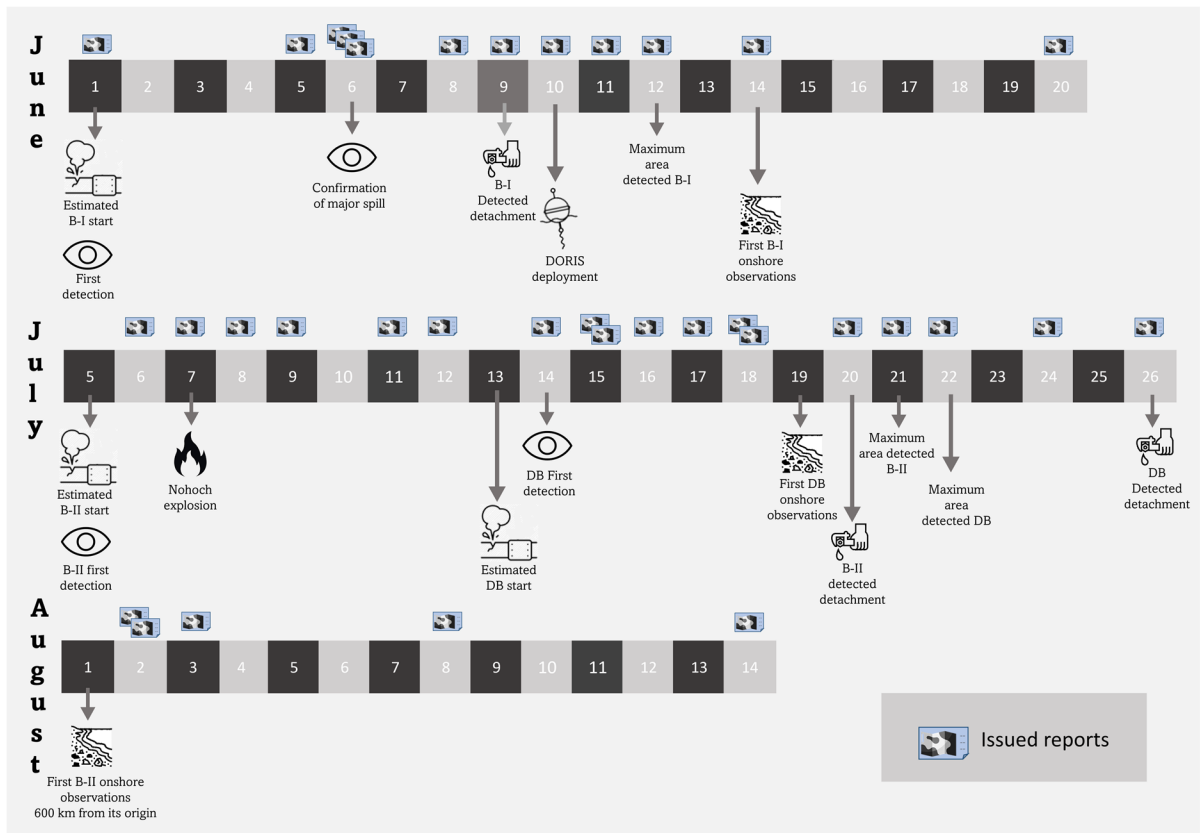 June
1 2 3 4 5 6 7 8 9 10 11 12 13 14 15 16 17 18 19 20
Estimated
B-I start
First
detection
Confirmation
of major spill
B-I
Detected
detachment
DORIS
deployment
Maximum
area
detected B-I
First B-I
onshore
observations
July
5 6 7 8 9 10 11 12 13 14 15 16 17 18 19 20 21 22 23 24 25 26
Estimated
B-II start
B-II first
detection
Nohoch
explosion
Estimated
DB start
DB First
detection
First DB
onshore
observations
B-II
detected
detachment
Maximum
area detected
B-II
Maximum
area
detected DB
DB
Detected
detachment
August
1 2 3 4 5 6 7 8 9 10 11 12 13 14
First B-II onshore
observations
600 km from its origin
Issued reports